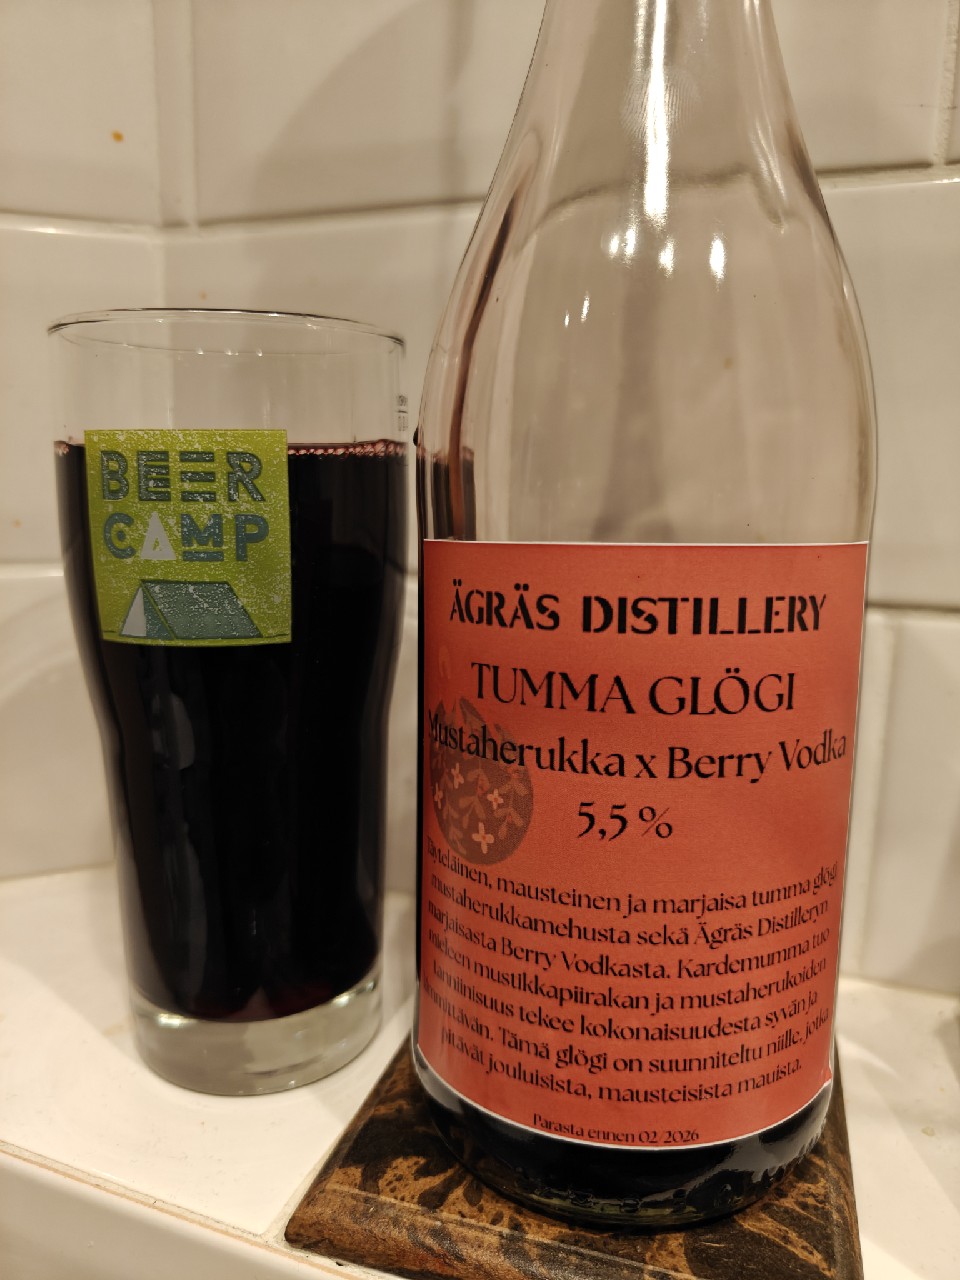 BEER
CAMP
ÄGRÄS DISTILLERY
TUMMA GLÖGI
Mustaherukka x Berry Vodka
5,5 %
Täyteläinen, mausteinen ja marjaisa tumma glögi
mustaherukkamehusta sekä Ägräs Distilleryn
marjaisasta Berry Vodkasta. Kardemumma tuo
mieleen mustikkapiirakan ja mustaherukoiden
tanniinisuus tekee kokonaisuudesta syvän ja
lämmittävän. Tämä glögi on suunniteltu niille, jotka
pitävät jouluisista, mausteisista mauista.
Parasta ennen 02/2026